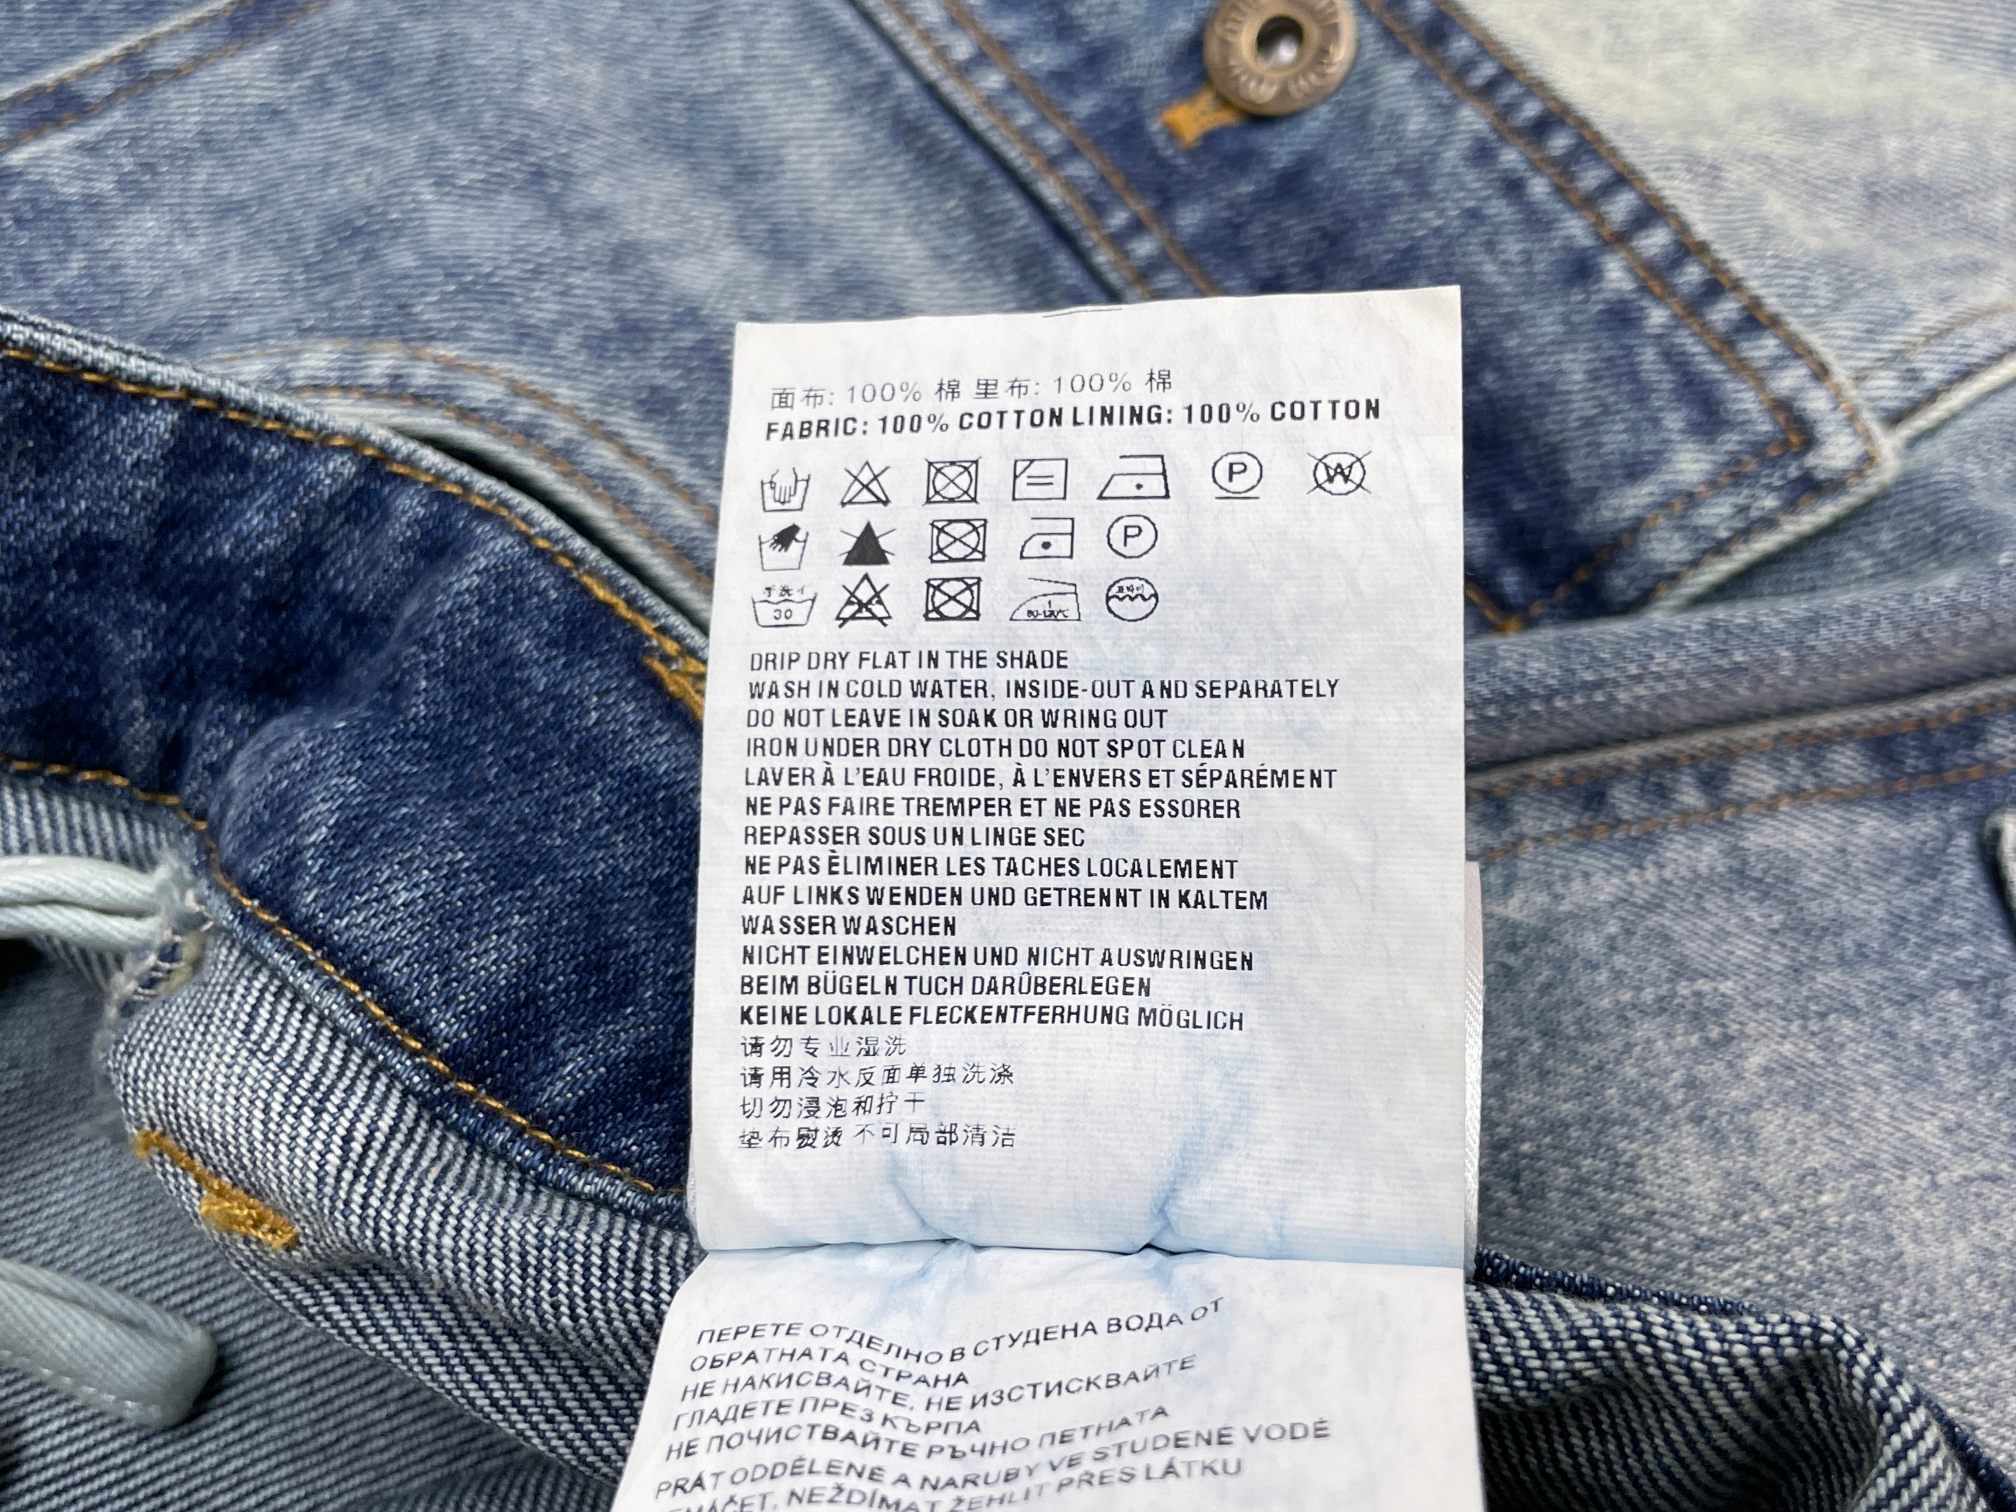 面布: 100% 棉 里布: 100% 棉
FABRIC: 100% COTTON LINING: 100% COTTON
P W
P
手洗イ
30
80-120℃
DRIP DRY FLAT IN THE SHADE
WASH IN COLD WATER, INSIDE-OUT AND SEPARATELY
DO NOT LEAVE IN SOAK OR WRING OUT
IRON UNDER DRY CLOTH DO NOT SPOT CLEAN
LAVER À L'EAU FROIDE, À L'ENVERS ET SÉPARÉMENT
NE PAS FAIRE TREMPER ET NE PAS ESSORER
REPASSER SOUS UN LINGE SEC
NE PAS ÈLIMINER LES TACHES LOCALEMENT
AUF LINKS WENDEN UND GETRENNT IN KALTEM
WASSER WASCHEN
NICHT EINWELCHEN UND NICHT AUSWRINGEN
BEIM BÜGELN TUCH DARÛBERLEGEN
KEINE LOKALE FLECKENTFERHUNG MÖGLICH
请勿专业湿洗
请用冷水反面单独洗涤
切勿浸泡和拧干
垫布熨烫 不可局部清洁
ПЕРЕТЕ ОТДЕЛНО В СТУДЕНА ВОДА ОТ
ОБРАТНАТА СТРАНА
НЕ НАКИСВАЙТЕ, НЕ ИЗСТИСКВАЙТЕ
ГЛАДЕТЕ ПРЕЗ КЪРПА
НЕ ПОЧИСТВАЙТЕ РЪЧНО ПЕТНАТА
PRÁT ODDĚLENĚ A NARUBY VE STUDENÉ VODĚ
NEŽDÍMAT ŽEHLIT PŘES LÁTKU